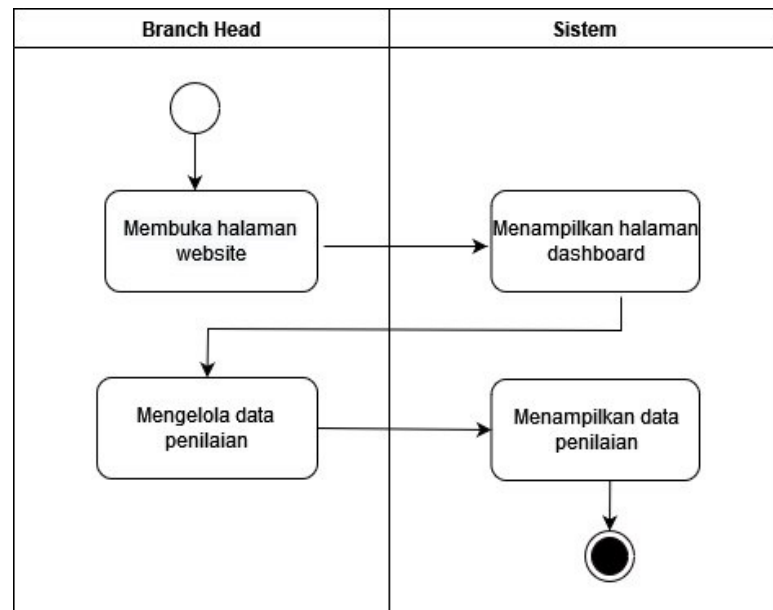 Branch Head
Sistem
Membuka halaman
website
Menampilkan halaman
dashboard
Mengelola data
penilaian
Menampilkan data
penilaian